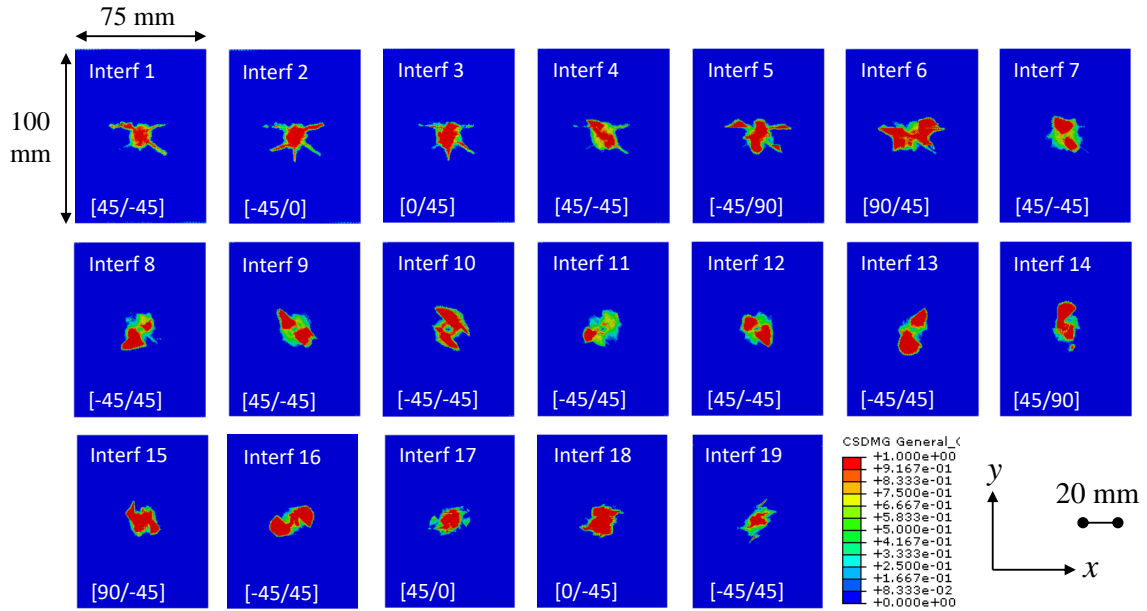 75 mm
100
mm
Interf 1
[45/-45]
Interf 2
[-45/0]
Interf 3
[0/45]
Interf 4
[45/-45]
Interf 5
[-45/90]
Interf 6
[90/45]
Interf 7
[45/-45]
Interf 8
[-45/45]
Interf 9
[45/-45]
Interf 10
[-45/-45]
Interf 11
[-45/45]
Interf 12
[45/-45]
Interf 13
[-45/45]
Interf 14
[45/90]
Interf 15
[90/-45]
Interf 16
[-45/45]
Interf 17
[45/0]
Interf 18
[0/-45]
Interf 19
[-45/45]
CSDMG General_(
+1.000e+00
+9.167e-01
+8.333e-01
+7.500e-01
+6.667e-01
+5.833e-01
+5.000e-01
+4.167e-01
+3.333e-01
+2.500e-01
+1.667e-01
+8.333e-02
+0.000e+00
y
x
20 mm